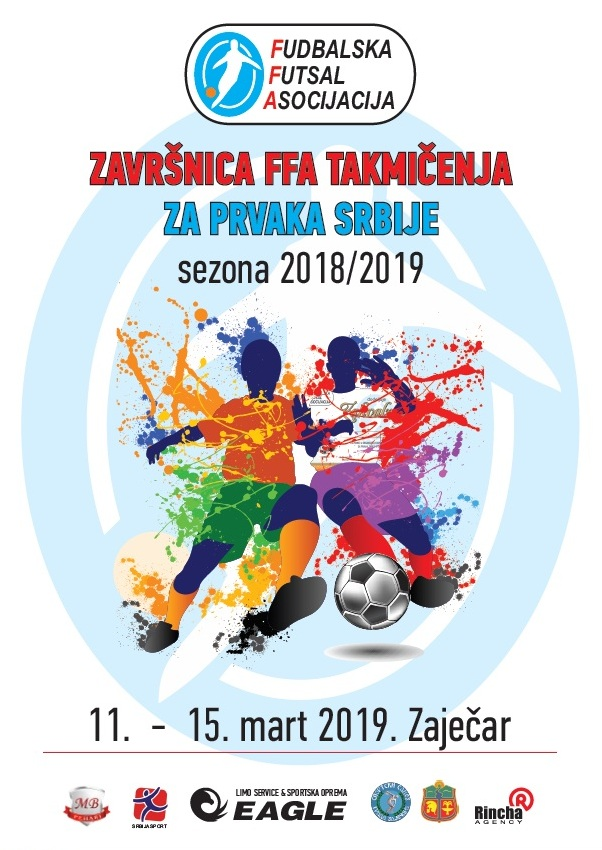 FUDBALSKA
FUTSAL
ASOCIJACIJA
ZAVRŠNICA FFA TAKMIČENJA
ZA PRVAKA SRBIJE
sezona 2018/2019
11. - 15. mart 2019. Zaječar
MB
PEHARI
SRBIJASPORT
LIMO SERVICE & SPORTSKA OPREMA
EAGLE
Rincha
AGENCY